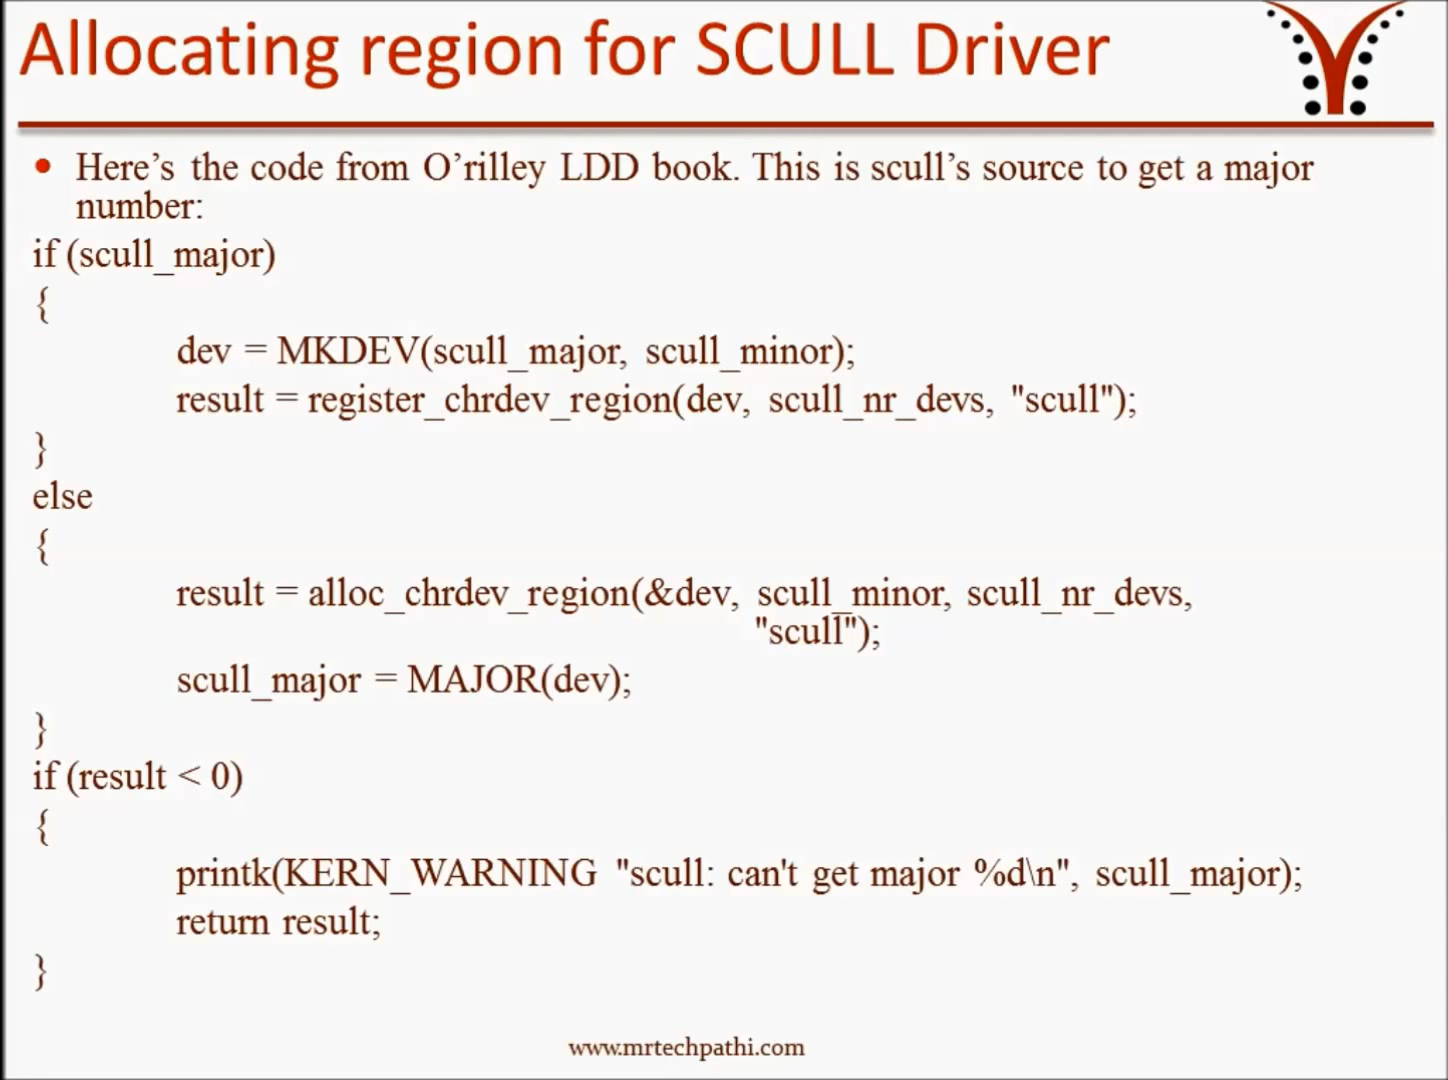 Allocating region for SCULL Driver
• Here’s the code from O’rilley LDD book. This is scull’s source to get a major
number:
if (scull_major)
{
dev = MKDEV(scull_major, scull_minor);
result = register_chrdev_region(dev, scull_nr_devs, "scull");
}
else
{
result = alloc_chrdev_region(&dev, scull_minor, scull_nr_devs,
"scull");
scull_major = MAJOR(dev);
}
if (result < 0)
{
printk(KERN_WARNING "scull: can't get major %d\n", scull_major);
return result;
}
www.mrtechpathi.com